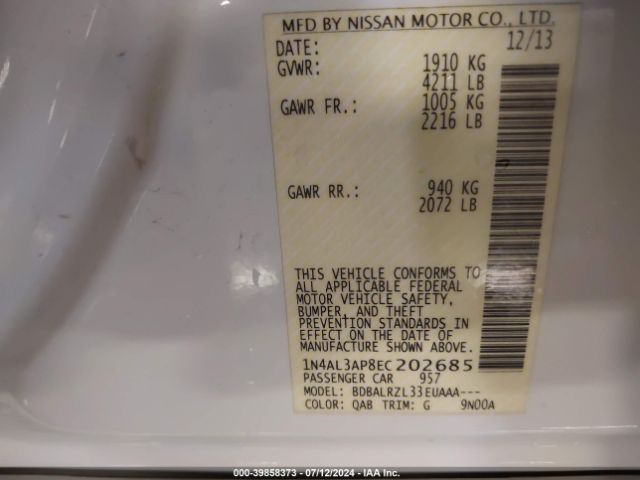 MFD BY NISSAN MOTOR CO., LTD.
DATE: 12/13
GVWR: 1910 KG
4211 LB
GAWR FR.: 1005 KG
2216 LB
GAWR RR.: 940 KG
2072 LB
THIS VEHICLE CONFORMS TO
ALL APPLICABLE FEDERAL
MOTOR VEHICLE SAFETY,
BUMPER, AND THEFT
PREVENTION STANDARDS IN
EFFECT ON THE DATE OF
MANUFACTURE SHOWN ABOVE.
1N4AL3AP8EC202685
PASSENGER CAR 957
MODEL: BDBALRZL33EUAAA---
COLOR: QAB TRIM: G 9N00A
000-39858373 - 07/12/2024 - IAA Inc.